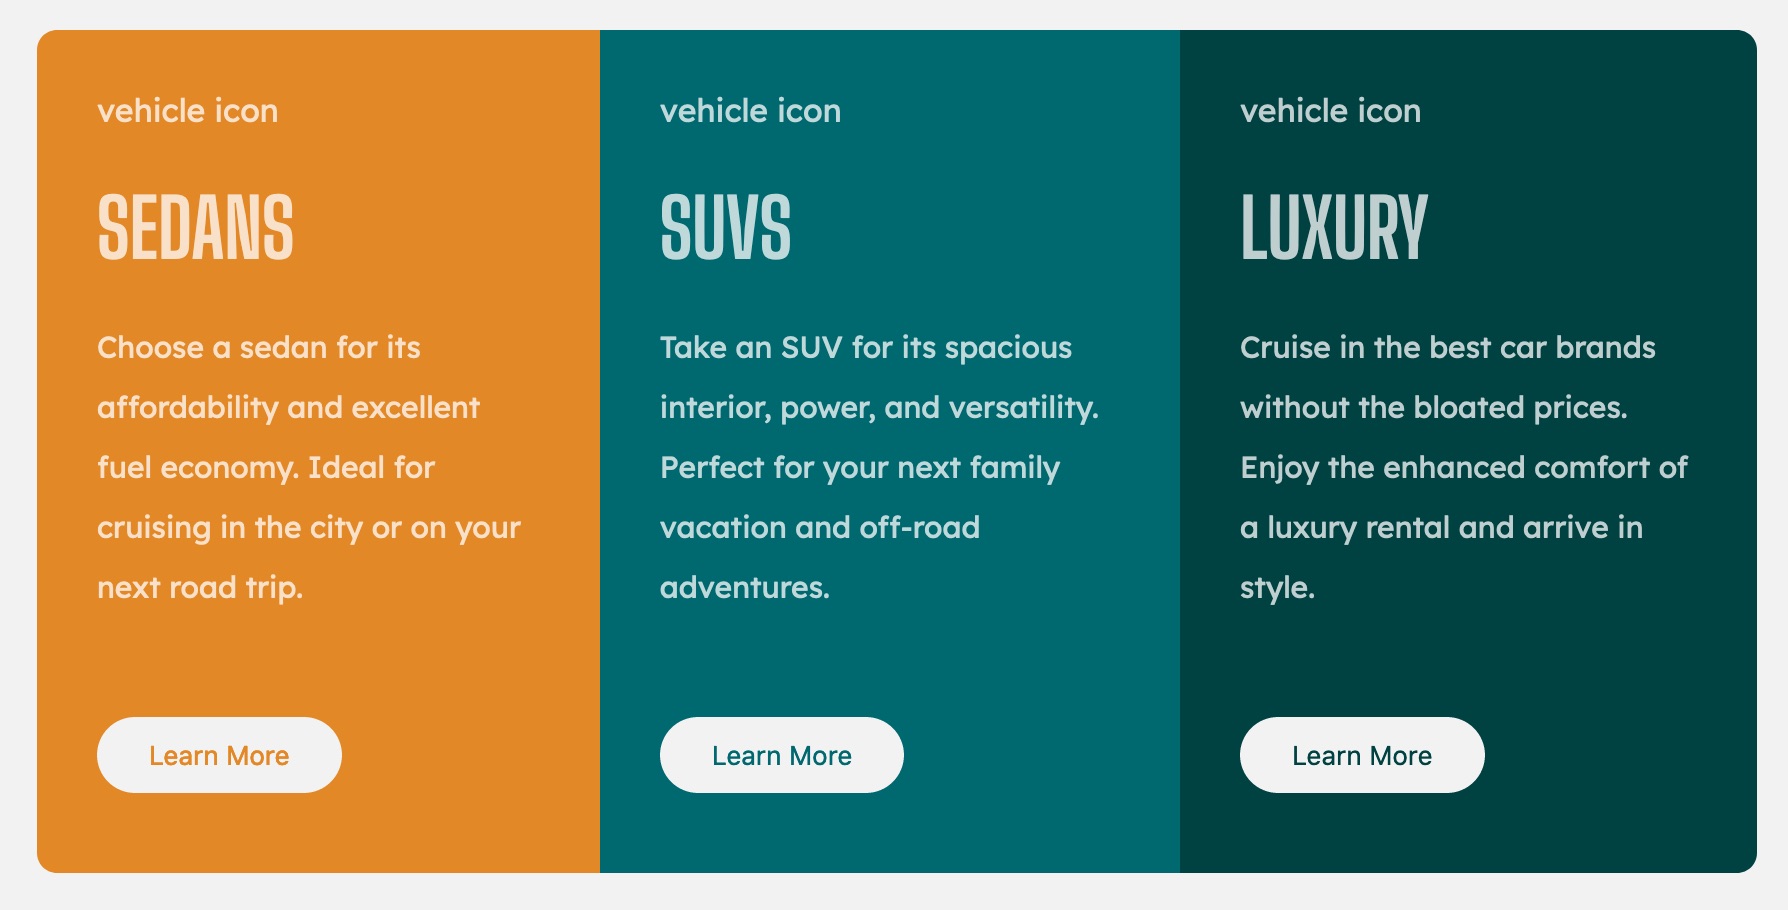 vehicle icon
SEDANS
Choose a sedan for its
affordability and excellent
fuel economy. Ideal for
cruising in the city or on your
next road trip.
Learn More
vehicle icon
SUVS
Take an SUV for its spacious
interior, power, and versatility.
Perfect for your next family
vacation and off-road
adventures.
Learn More
vehicle icon
LUXURY
Cruise in the best car brands
without the bloated prices.
Enjoy the enhanced comfort of
a luxury rental and arrive in
style.
Learn More